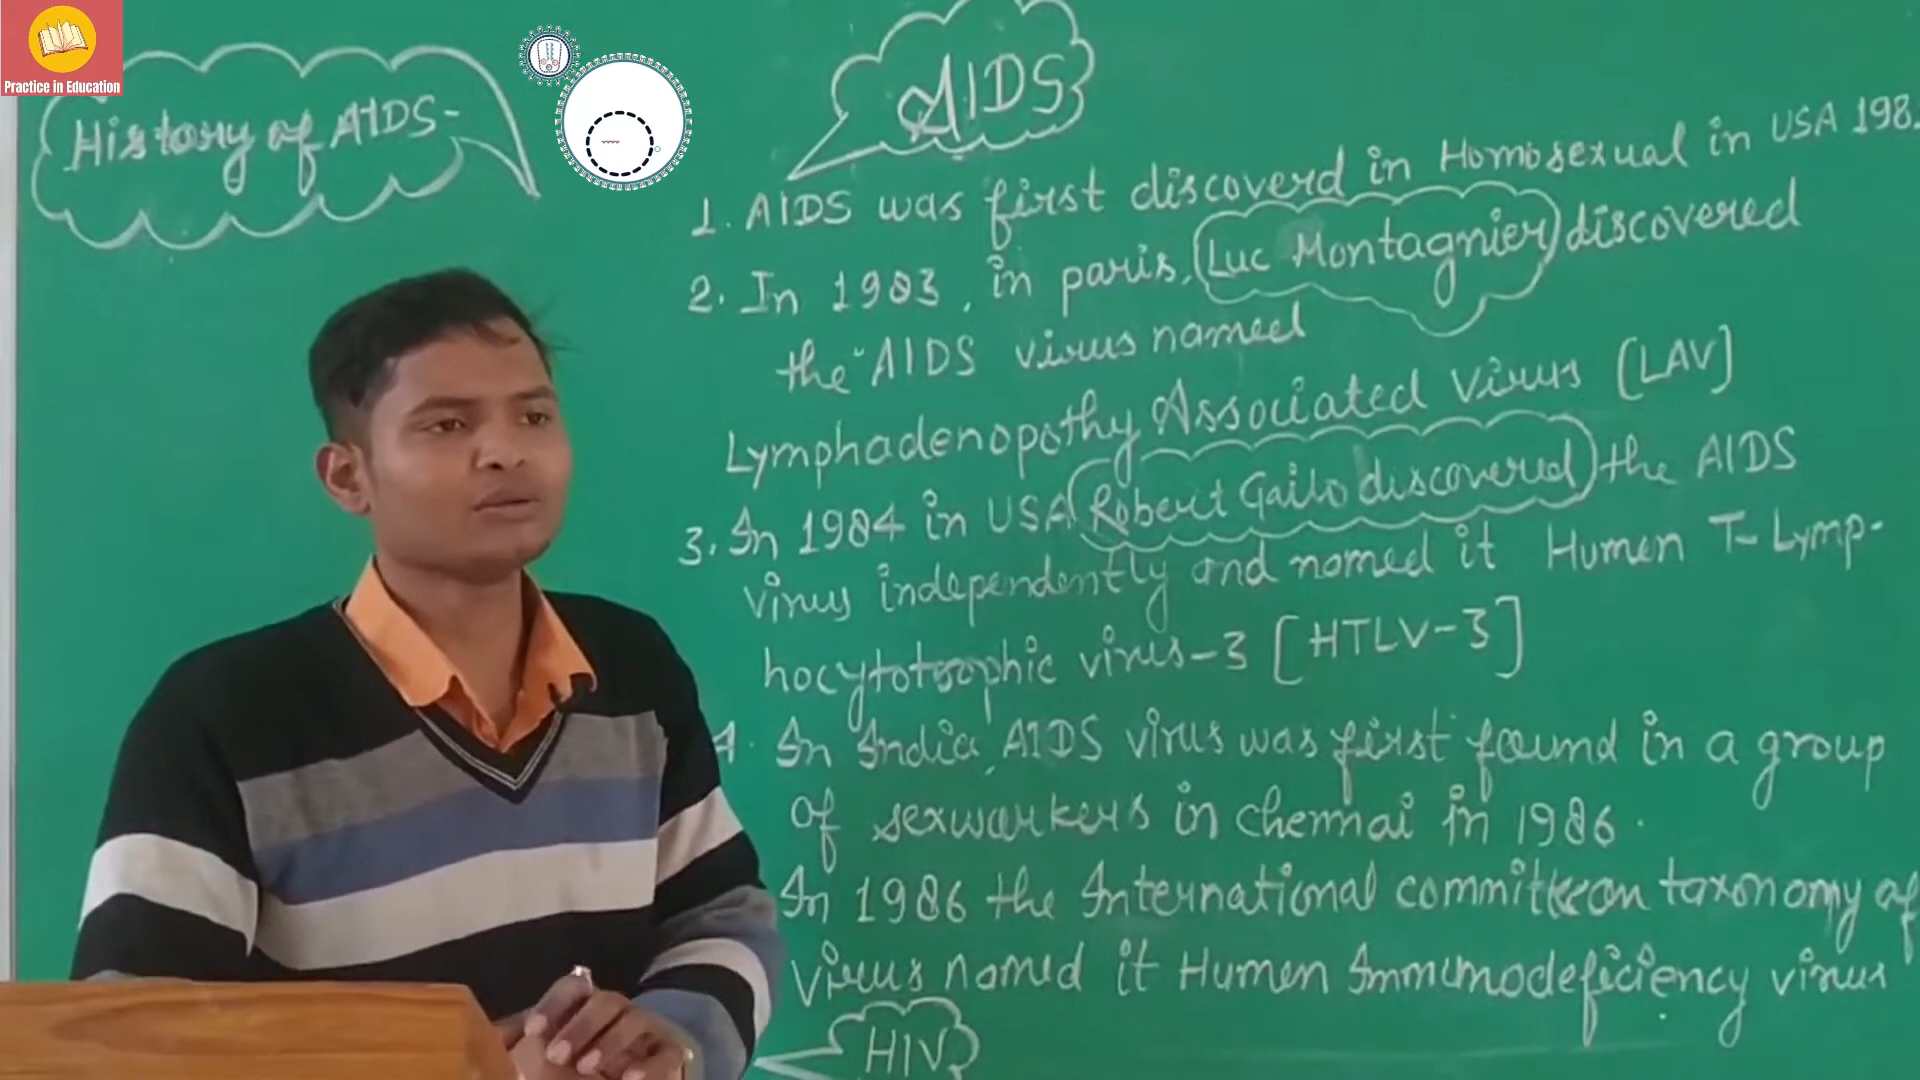 Practice in Education
History of AIDS-
AIDS
1. AIDS was first discoverd in Homosexual in USA 198
2. In 1983, in paris, Luc Montagnier discovered
the AIDS virus named
Lymphadenopothy Associated Virus [LAV]
3. In 1984 in USA Robert Gailo discovered the AIDS
virus independently and nomed it Humen T- Lymp-
hocytotrophic virus-3 [HTLV-3]
4. In India, AIDS virus was first found in a group
of sexworkers in chennai in 1986.
In 1986 the International committee on taxonomy of
virus named it Humen Immunodeficiency virus
HIV